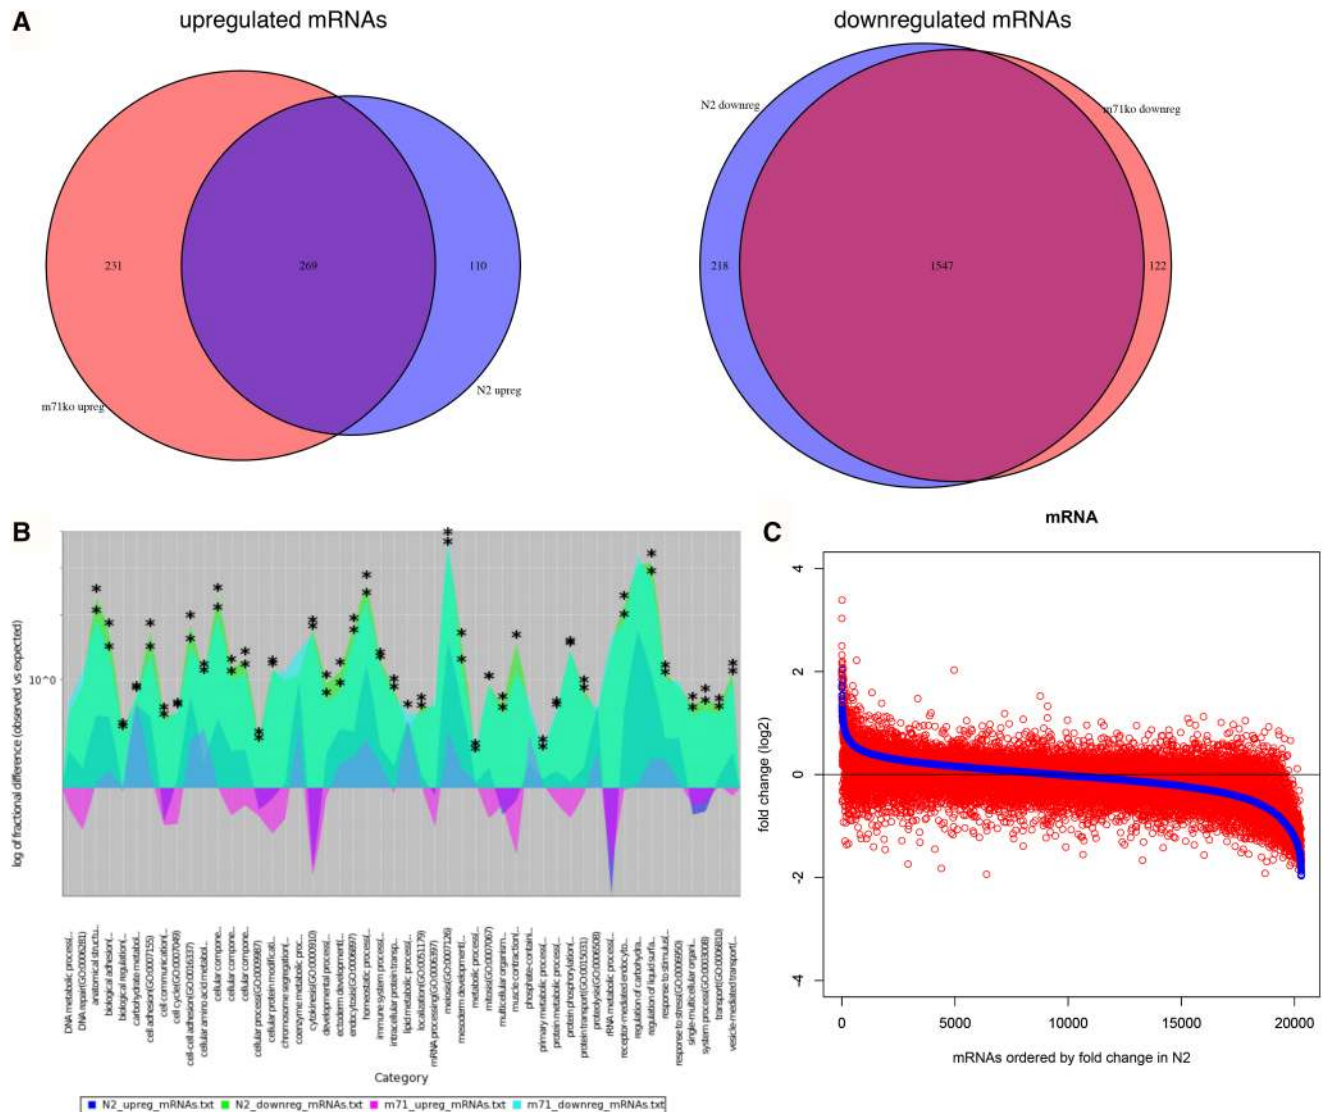 A
upregulated mRNAs
downregulated mRNAs
N2 downreg
m71ko downreg
231
269
110
218
1547
122
N2 upreg
m71ko upreg
B
C
mRNA
log of fractional difference (observed vs expected)
10^0
DNA metabolic process(...
DNA repair(GO:0006281)
anatomical structu...
biological adhesion(...
biological regulation(...
carbohydrate metabol...
cell adhesion(GO:0007155)
cell communication(...
cell cycle(GO:0007049)
cell-cell adhesion(GO:0016337)
cellular amino acid metabol...
cellular compone...
cellular compone...
cellular compone...
cellular process(GO:0009987)
cellular protein modificati...
chromosome segregation(...
coenzyme metabolic proc...
cytokinesis(GO:0000910)
developmental process(...
ectoderm development(...
endocytosis(GO:0006897)
homeostatic process(...
immune system process(...
intracellular protein transp...
lipid metabolic process(...
localization(GO:0051179)
mRNA processing(GO:0006397)
meiosis(GO:0007126)
mesoderm development(...
metabolic process(...
mitosis(GO:0007067)
multicellular organism...
muscle contraction(...
phosphate-containi...
primary metabolic process(...
protein metabolic process(...
protein phosphorylation(...
protein transport(GO:0015031)
proteolysis(GO:0006508)
rRNA metabolic process(...
receptor-mediated endocyto...
regulation of carbohydra...
regulation of liquid surfa...
response to stimulus(...
response to stress(GO:0006950)
single-multicellular organi...
system process(GO:0003008)
transport(GO:0006810)
vesicle-mediated transport(...
Category
N2_upreg_mRNAs.txt N2_downreg_mRNAs.txt m71_upreg_mRNAs.txt m71_downreg_mRNAs.txt
fold change (log2)
4
2
0
-2
-4
0 5000 10000 15000 20000
mRNAs ordered by fold change in N2